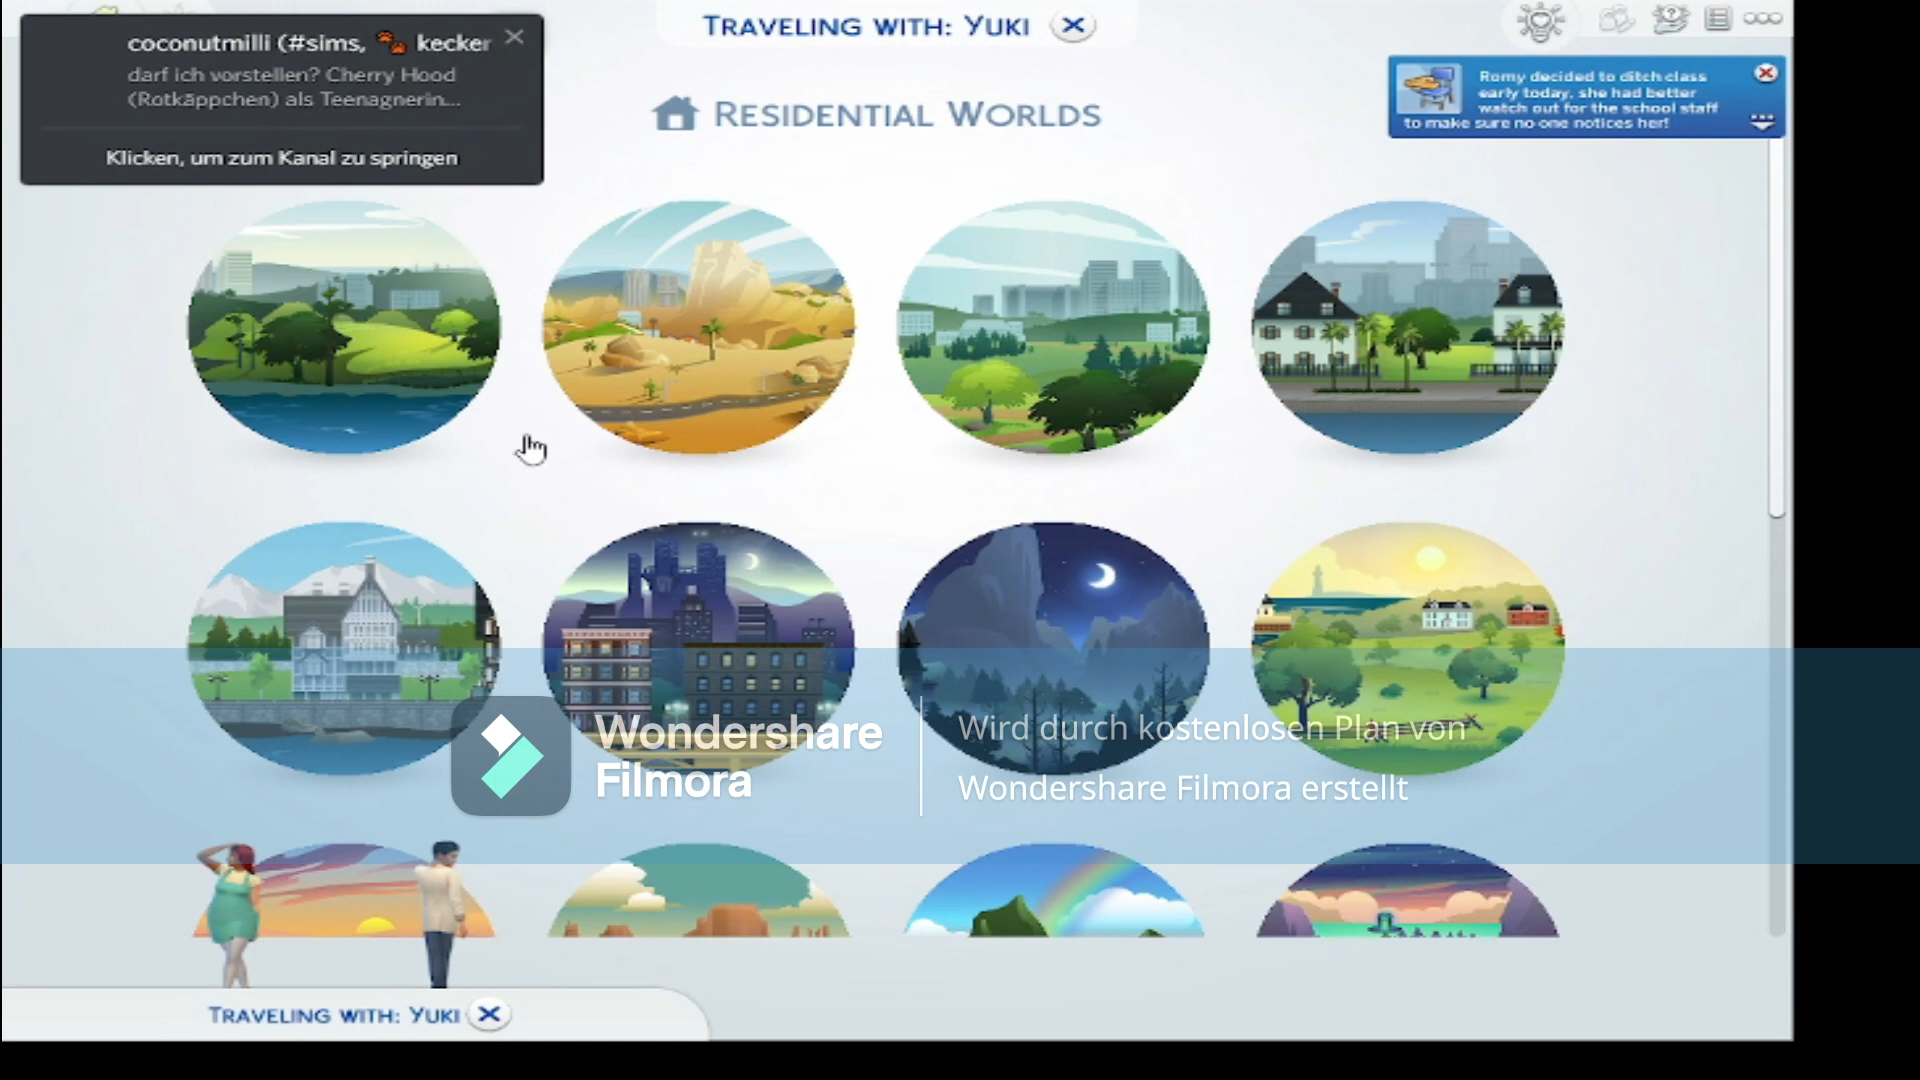 TRAVELING WITH: YUKI
coconutmilli (#sims, kecker
darf ich vorstellen? Cherry Hood
(Rotkäppchen) als Teenagnerin...
Klicken, um zum Kanal zu springen
RESIDENTIAL WORLDS
Romy decided to ditch class
early today, she had better
watch out for the school staff
to make sure no one notices her!
Wondershare
Filmora
Wird durch kostenlosen Plan von
Wondershare Filmora erstellt
TRAVELING WITH: YUKI